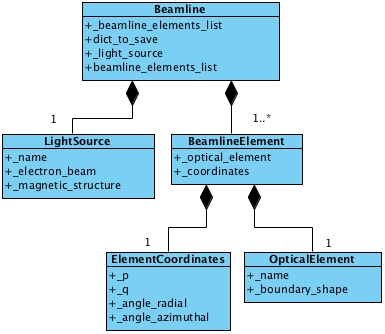 Beamline
+_beamline_elements_list
+dict_to_save
+_light_source
+beamline_elements_list
1
1..*
LightSource
+_name
+_electron_beam
+_magnetic_structure
BeamlineElement
+_optical_element
+_coordinates
1
1
ElementCoordinates
+_p
+_q
+_angle_radial
+_angle_azimuthal
OpticalElement
+_name
+_boundary_shape